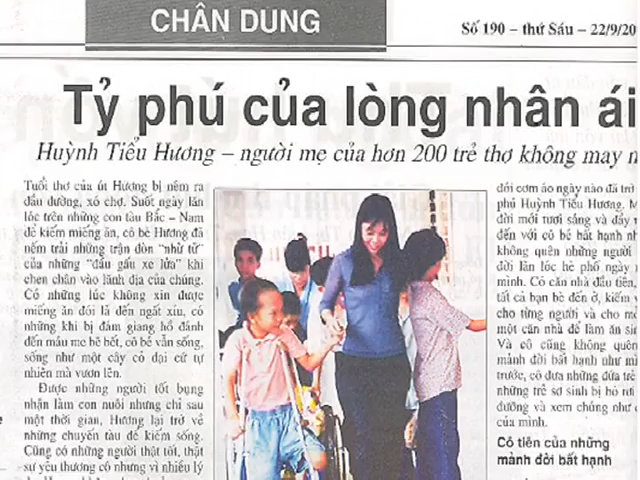 CHÂN DUNG
Số 190 – thứ Sáu – 22/9/20
Tỷ phú của lòng nhân ái
Huỳnh Tiểu Hương – người mẹ của hơn 200 trẻ thơ không may
Tuổi thơ của út Hương bị ném ra
đầu đường, xó chợ. Suốt ngày lăn
lóc trên những con tàu Bắc – Nam
để kiếm miếng ăn, cô bé Hương đã
nếm trải những trận đòn "nhừ tử"
của những "đầu gấu xe lửa" khi
chen chân vào lãnh địa của chúng.
Có những lúc không xin được
miếng ăn đói lả đến ngất xỉu, có
những khi bị đám giang hồ đánh
đến máu me bê bết, cô bé vẫn sống,
sống như một cây cỏ dại cứ tự
nhiên mà vươn lên.
Được những người tốt bụng
nhận làm con nuôi nhưng chỉ sau
một thời gian, Hương lại trở về
những chuyến tàu để kiếm sống.
Cũng có những người thật tốt, thật
sự yêu thương cô nhưng vì nhiều lý
đổi cơm áo ngày nào đã trở
phú Huỳnh Tiểu Hương.
đời mới tươi sáng và đầy
đến với cô bé bất hạnh
không quên những người
đời lăn lóc hè phố ngày
mình. Có căn nhà đầu tiên,
tất cả bạn bè đến ở, kiếm
cho từng người và cho
một căn nhà để làm ăn
Và cô cũng không quên
mảnh đời bất hạnh như
trước, cô đưa những đứa trẻ
những trẻ sơ sinh bị bỏ rơi
dưỡng và xem chúng như
của mình.
Cô tiên của những
mảnh đời bất hạnh